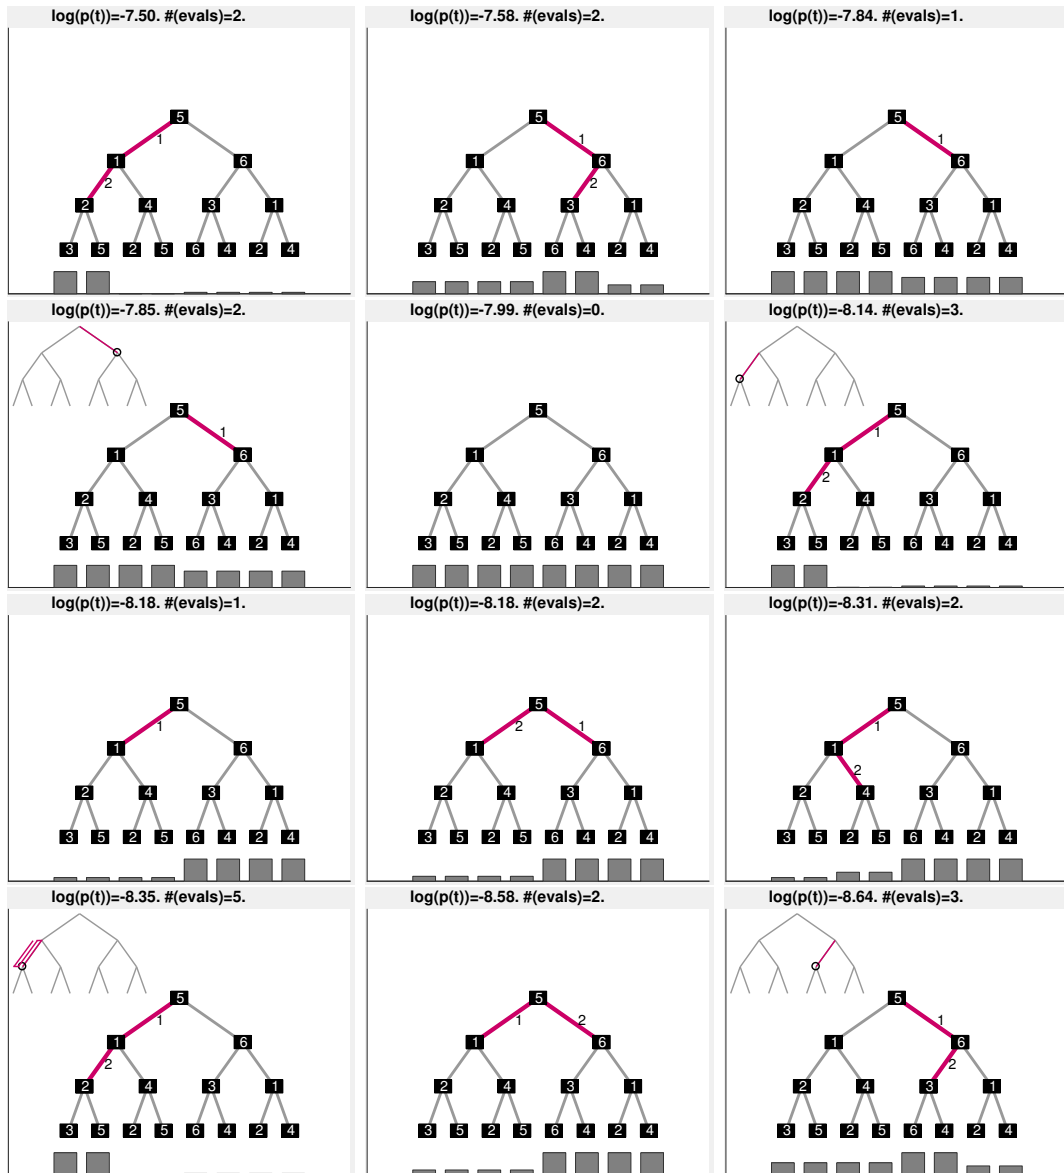 log(p(t))=-7.50. #(evals)=2.
5
1
1 6
2
2 4 3 1
3 5 2 5 6 4 2 4
log(p(t))=-7.58. #(evals)=2.
5
1
1 6
2
2 4 3 1
3 5 2 5 6 4 2 4
log(p(t))=-7.84. #(evals)=1.
5
1
1 6
2 4 3 1
3 5 2 5 6 4 2 4
log(p(t))=-7.85. #(evals)=2.
5
1
1 6
2 4 3 1
3 5 2 5 6 4 2 4
log(p(t))=-7.99. #(evals)=0.
5
1 6
2 4 3 1
3 5 2 5 6 4 2 4
log(p(t))=-8.14. #(evals)=3.
5
1
1 6
2
2 4 3 1
3 5 2 5 6 4 2 4
log(p(t))=-8.18. #(evals)=1.
5
1
1 6
2 4 3 1
3 5 2 5 6 4 2 4
log(p(t))=-8.18. #(evals)=2.
5
2 1
1 6
2 4 3 1
3 5 2 5 6 4 2 4
log(p(t))=-8.31. #(evals)=2.
5
1
1 6
2
2 4 3 1
3 5 2 5 6 4 2 4
log(p(t))=-8.35. #(evals)=5.
5
1
1 6
2
2 4 3 1
3 5 2 5 6 4 2 4
log(p(t))=-8.58. #(evals)=2.
5
1 2
1 6
2 4 3 1
3 5 2 5 6 4 2 4
log(p(t))=-8.64. #(evals)=3.
5
1
1 6
2
2 4 3 1
3 5 2 5 6 4 2 4